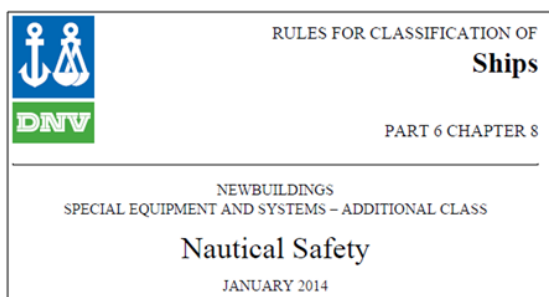 RULES FOR CLASSIFICATION OF
Ships
DNV
PART 6 CHAPTER 8
NEWBUILDINGS
SPECIAL EQUIPMENT AND SYSTEMS – ADDITIONAL CLASS
Nautical Safety
JANUARY 2014